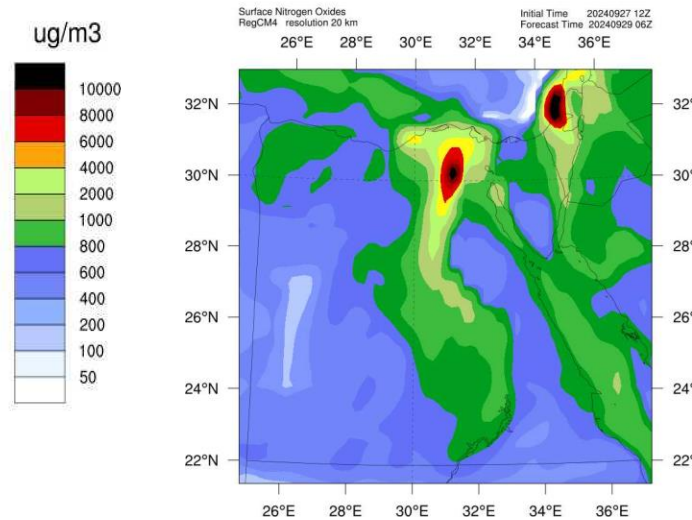 Surface Nitrogen Oxides
RegCM4 resolution 20 km
Initial Time 20240927 12Z
Forecast Time 20240929 06Z
ug/m3
10000
8000
6000
4000
2000
1000
800
600
400
200
100
50
26°E 28°E 30°E 32°E 34°E 36°E
32°N 32°N
30°N 30°N
28°N 28°N
26°N 26°N
24°N 24°N
22°N 22°N
26°E 28°E 30°E 32°E 34°E 36°E